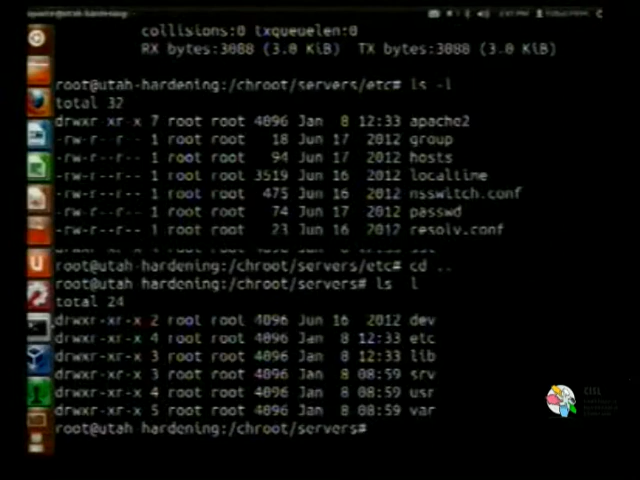 collisions:0 txqueuelen:0
RX bytes:3088 (3.0 KiB)  TX bytes:3088 (3.0 KiB)
root@utah-hardening:/chroot/servers/etc# ls -l
total 32
drwxr-xr-x 7 root root 4096 Jan  8 12:33 apache2
-rw-r--r-- 1 root root   18 Jun 17  2012 group
-rw-r--r-- 1 root root   94 Jun 17  2012 hosts
-rw-r--r-- 1 root root 3519 Jun 16  2012 localtime
-rw-r--r-- 1 root root  475 Jun 16  2012 nsswitch.conf
-rw-r--r-- 1 root root   74 Jun 17  2012 passwd
-rw-r--r-- 1 root root   23 Jun 16  2012 resolv.conf
root@utah-hardening:/chroot/servers/etc# cd ..
root@utah-hardening:/chroot/servers# ls -l
total 24
drwxr-xr-x 2 root root 4096 Jun 16  2012 dev
drwxr-xr-x 4 root root 4096 Jan  8 12:33 etc
drwxr-xr-x 3 root root 4096 Jan  8 12:33 lib
drwxr-xr-x 3 root root 4096 Jan  8 08:59 srv
drwxr-xr-x 4 root root 4096 Jan  8 08:59 usr
drwxr-xr-x 5 root root 4096 Jan  8 08:59 var
root@utah-hardening:/chroot/servers#